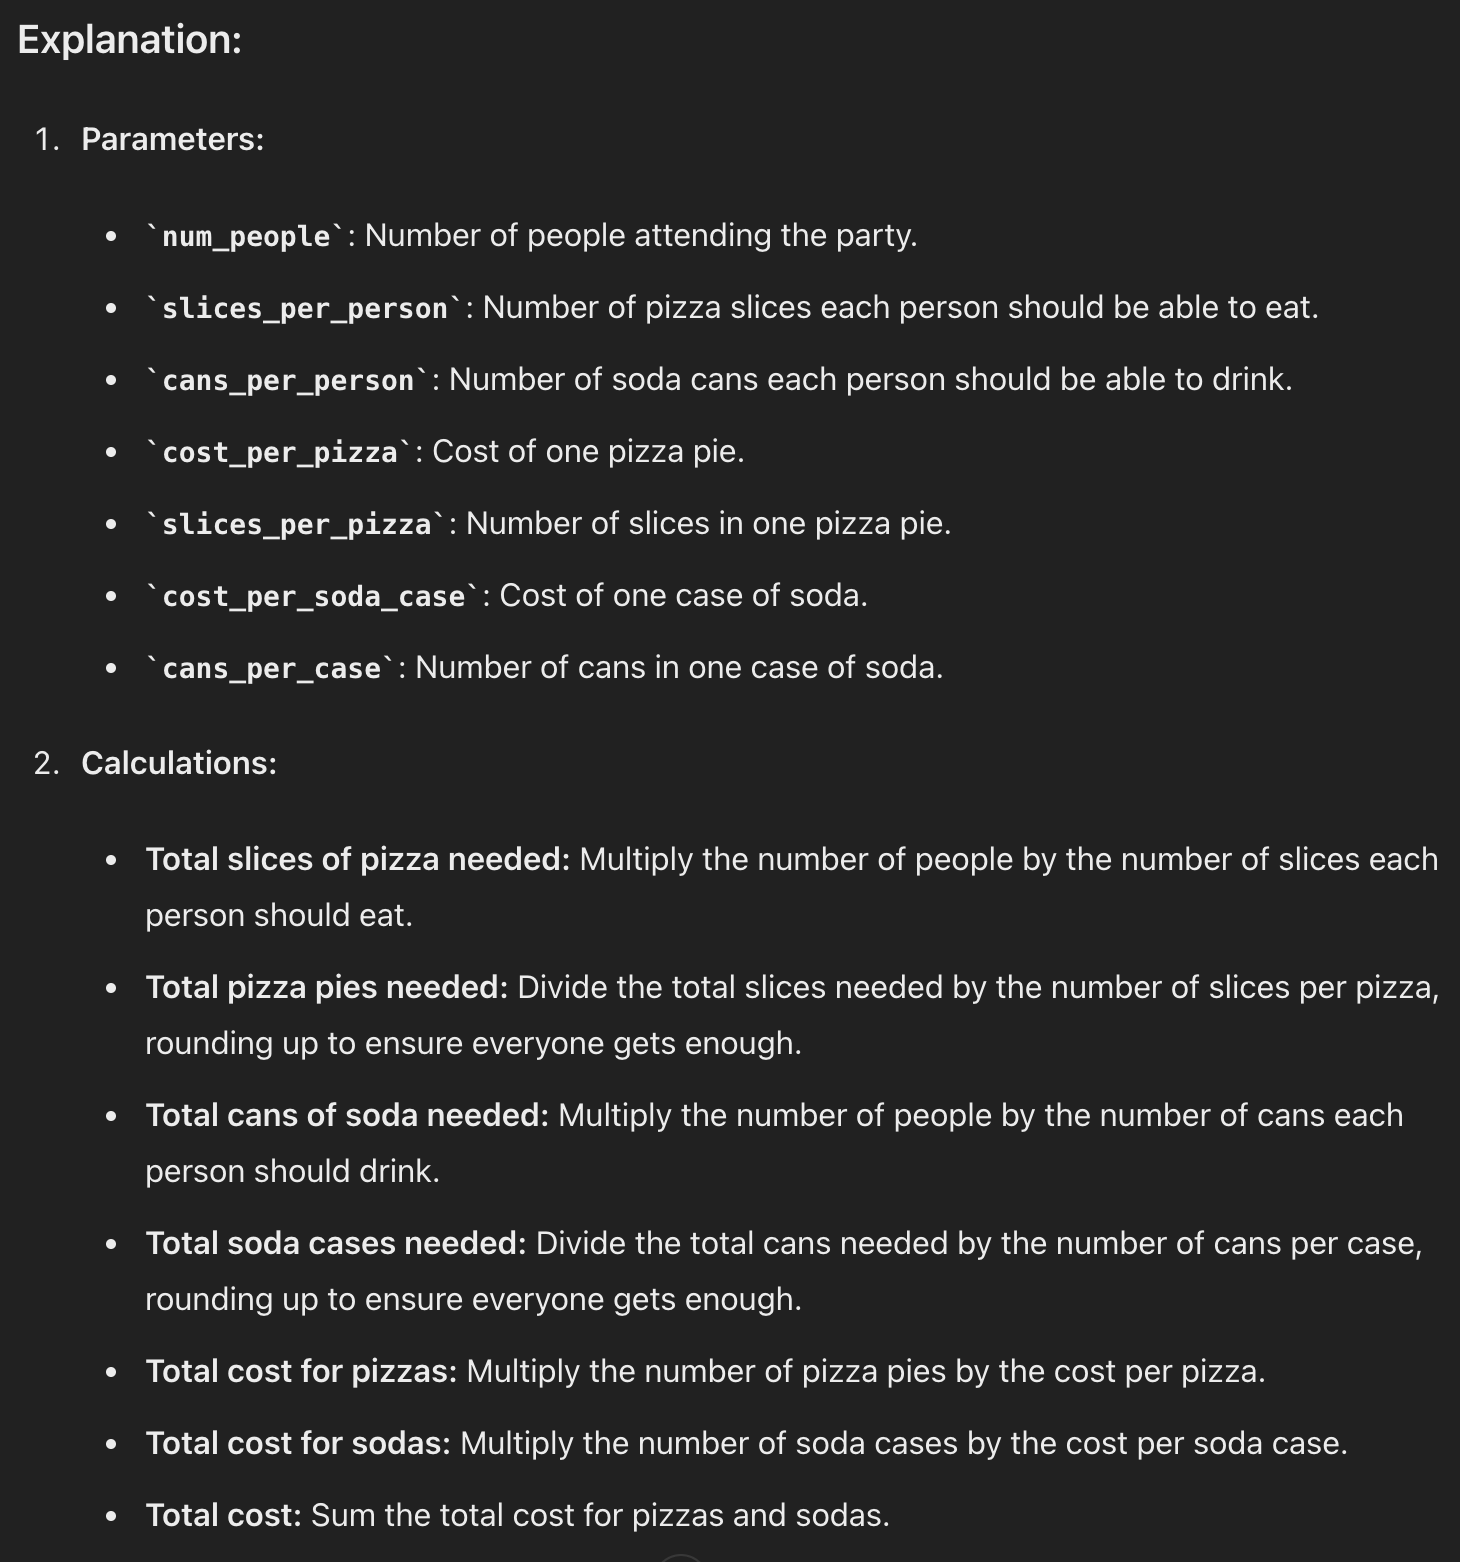 Explanation:
1. Parameters:
• `num_people`: Number of people attending the party.
• `slices_per_person`: Number of pizza slices each person should be able to eat.
• `cans_per_person`: Number of soda cans each person should be able to drink.
• `cost_per_pizza`: Cost of one pizza pie.
• `slices_per_pizza`: Number of slices in one pizza pie.
• `cost_per_soda_case`: Cost of one case of soda.
• `cans_per_case`: Number of cans in one case of soda.
2. Calculations:
• Total slices of pizza needed: Multiply the number of people by the number of slices each
person should eat.
• Total pizza pies needed: Divide the total slices needed by the number of slices per pizza,
rounding up to ensure everyone gets enough.
• Total cans of soda needed: Multiply the number of people by the number of cans each
person should drink.
• Total soda cases needed: Divide the total cans needed by the number of cans per case,
rounding up to ensure everyone gets enough.
• Total cost for pizzas: Multiply the number of pizza pies by the cost per pizza.
• Total cost for sodas: Multiply the number of soda cases by the cost per soda case.
• Total cost: Sum the total cost for pizzas and sodas.